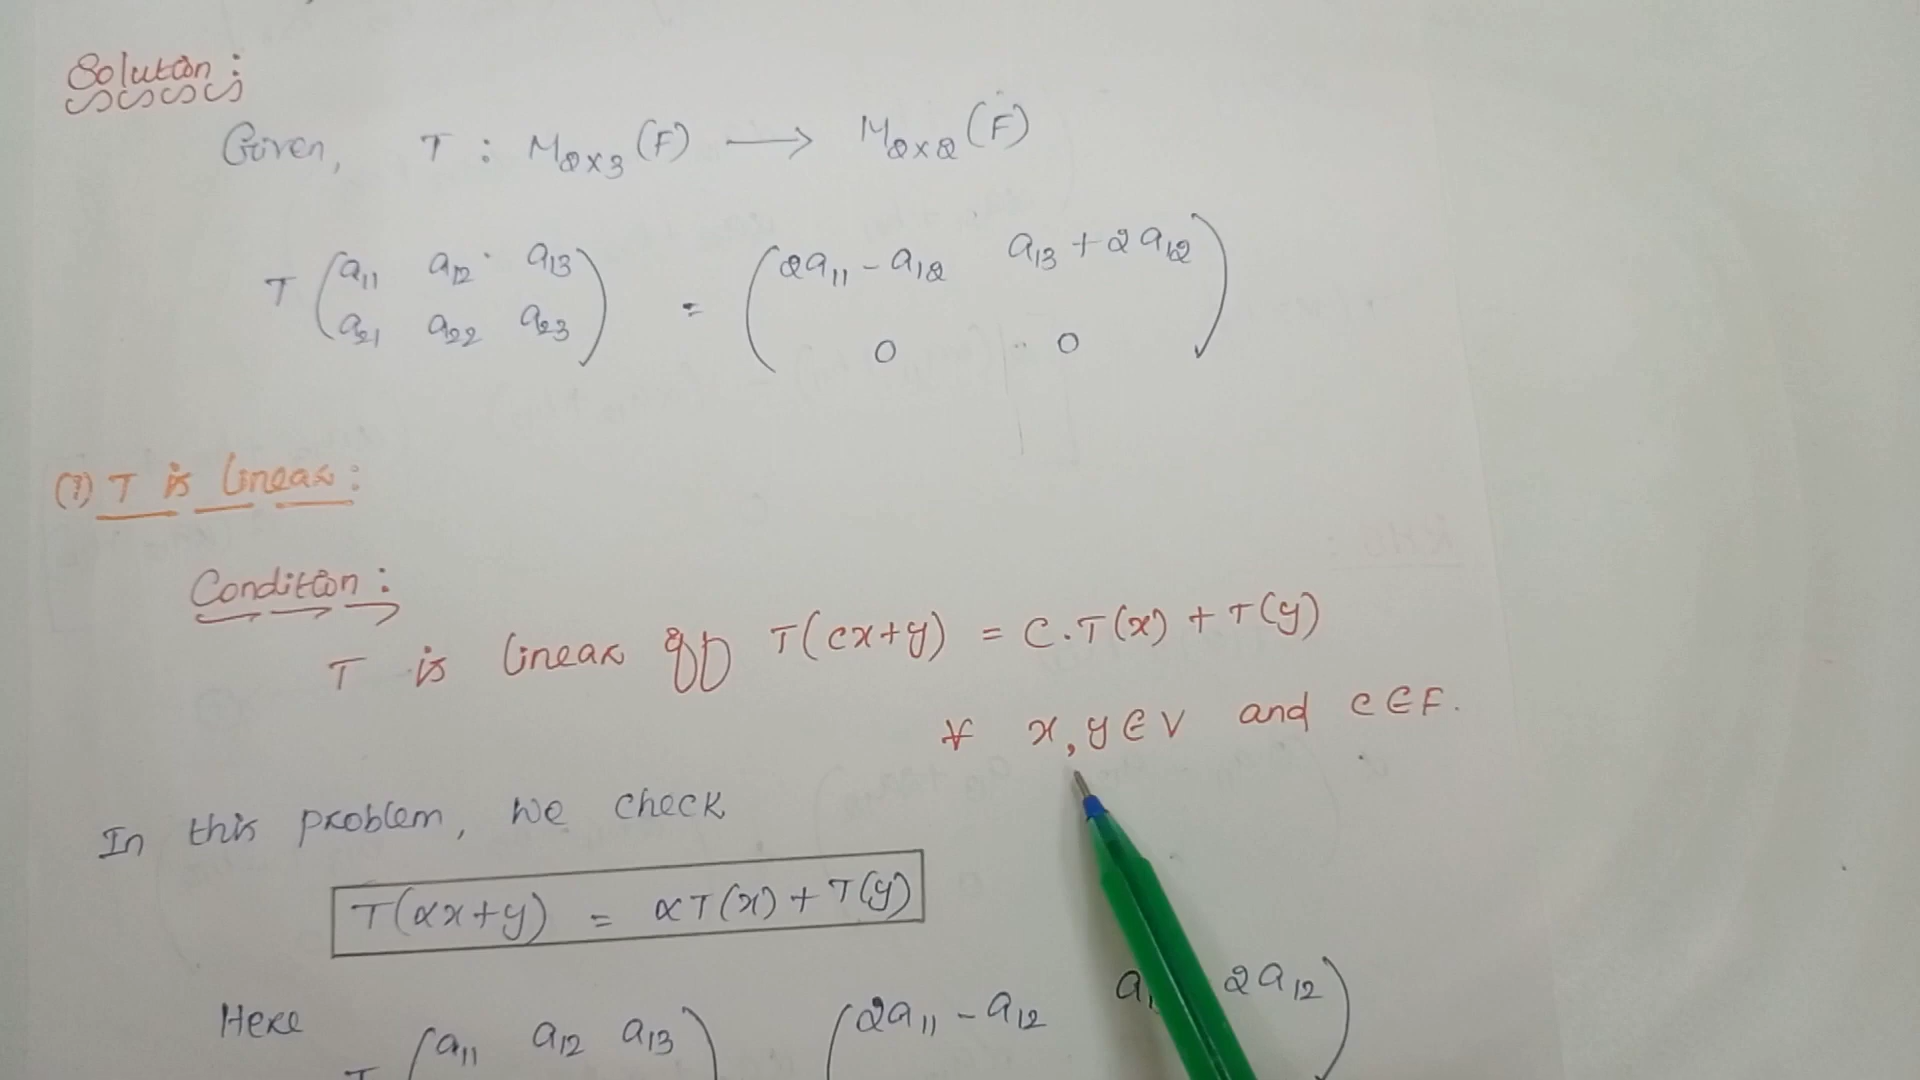 Solution:
Given, T : M2×3 (F) → M2×2 (F)
T (a11 a12 a13
a21 a22 a23) = (2a11 - a12 a13 + 2a12
0 0)
(i) T is linear:
Condition:
T is linear iff T(cx+y) = c.T(x) + T(y)
∀ x, y ∈ V and c ∈ F.
In this problem, we check
T(αx+y) = αT(x) + T(y)
Here
T (a11 a12 a13) (2a11 - a12 2a12)